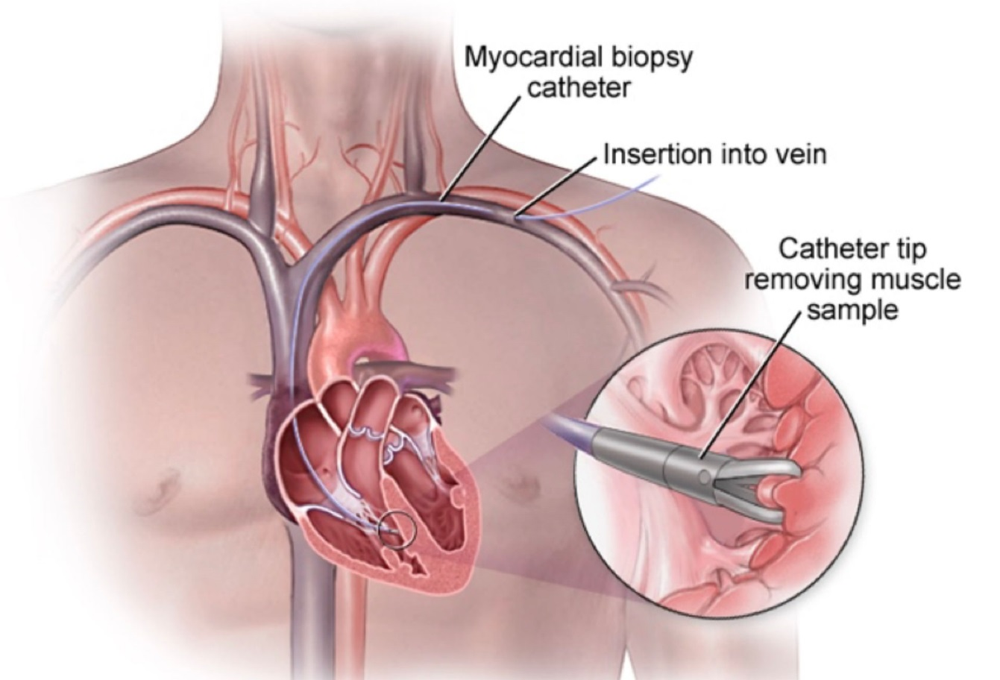 Myocardial biopsy
catheter
Insertion into vein
Catheter tip
removing muscle
sample